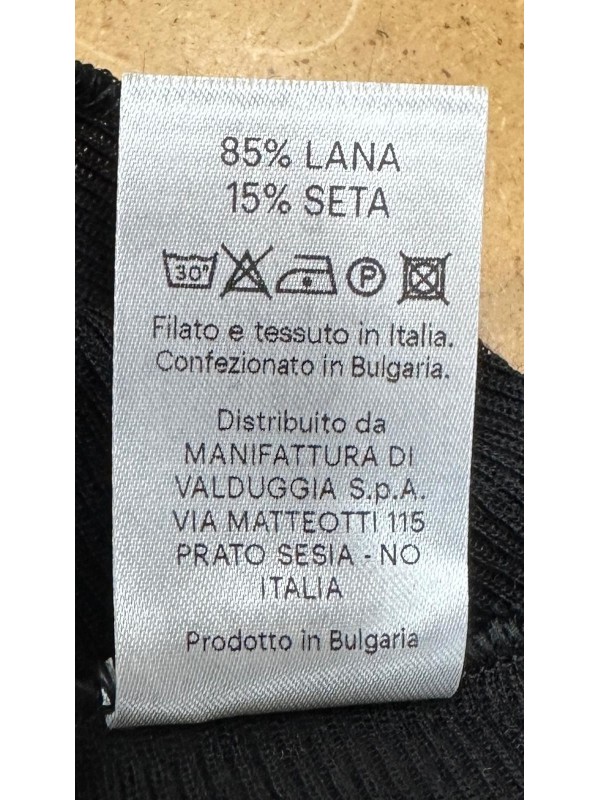 85% LANA
15% SETA
30° P
Filato e tessuto in Italia.
Confezionato in Bulgaria.
Distribuito da
MANIFATTURA DI
VALDUGGIA S.p.A.
VIA MATTEOTTI 115
PRATO SESIA - NO
ITALIA
Prodotto in Bulgaria